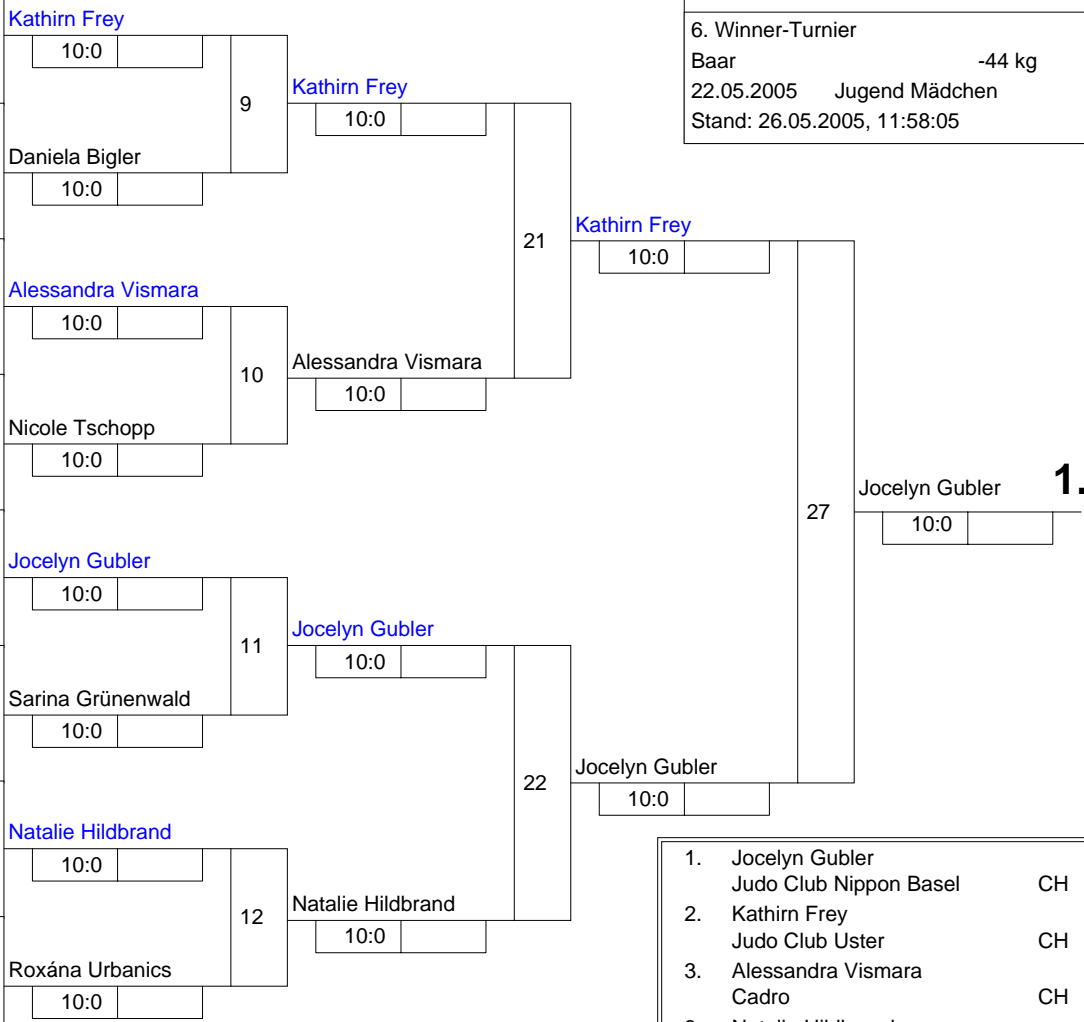 6. Winner-Turnier
Baar -44 kg
22.05.2005 Jugend Mädchen
Stand: 26.05.2005, 11:58:05
Kathirn Frey
10:0
9
Daniela Bigler
10:0
Kathirn Frey
10:0
Alessandra Vismara
10:0
10
Nicole Tschopp
10:0
Alessandra Vismara
10:0
21
Kathirn Frey
10:0
Jocelyn Gubler
10:0
11
Sarina Grünenwald
10:0
Jocelyn Gubler
10:0
Natalie Hildbrand
10:0
12
Roxána Urbanics
10:0
Natalie Hildbrand
10:0
22
Jocelyn Gubler
10:0
27
Jocelyn Gubler 1.
10:0
1. Jocelyn Gubler
Judo Club Nippon Basel CH
2. Kathirn Frey
Judo Club Uster CH
3. Alessandra Vismara
Cadro CH